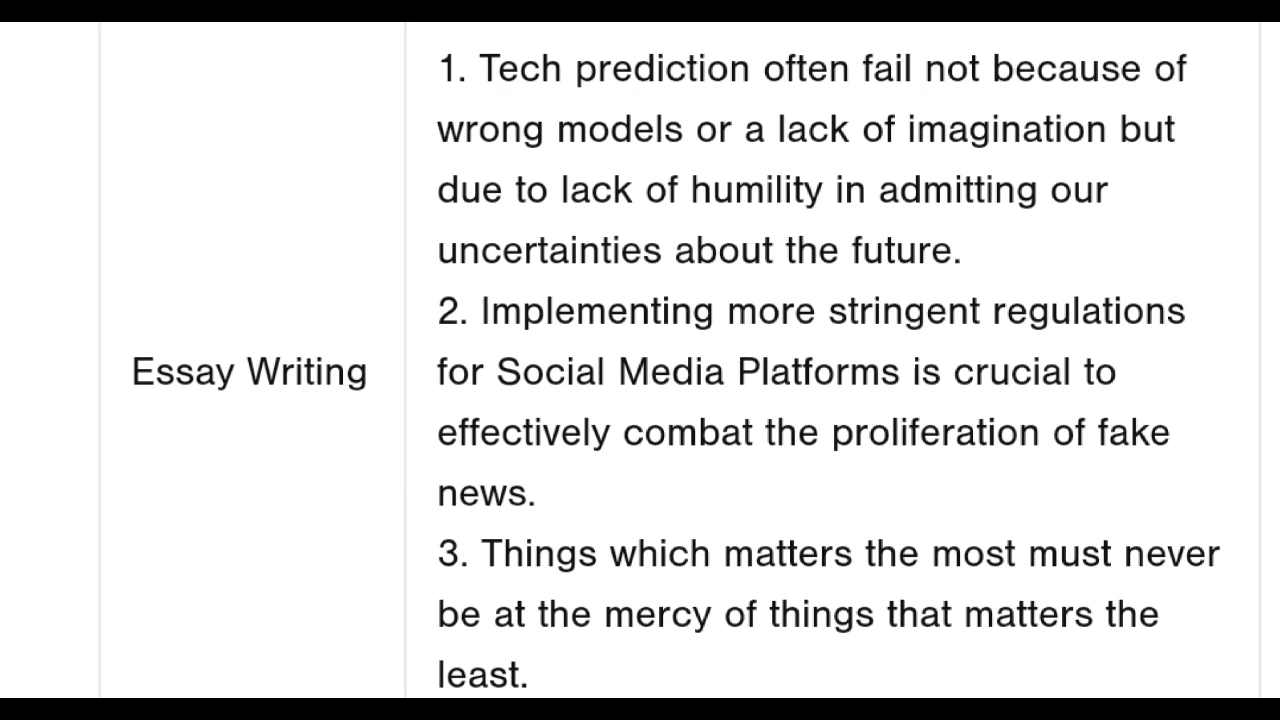 1. Tech prediction often fail not because of
wrong models or a lack of imagination but
due to lack of humility in admitting our
uncertainties about the future.
2. Implementing more stringent regulations
Essay Writing
for Social Media Platforms is crucial to
effectively combat the proliferation of fake
news.
3. Things which matters the most must never
be at the mercy of things that matters the
least.